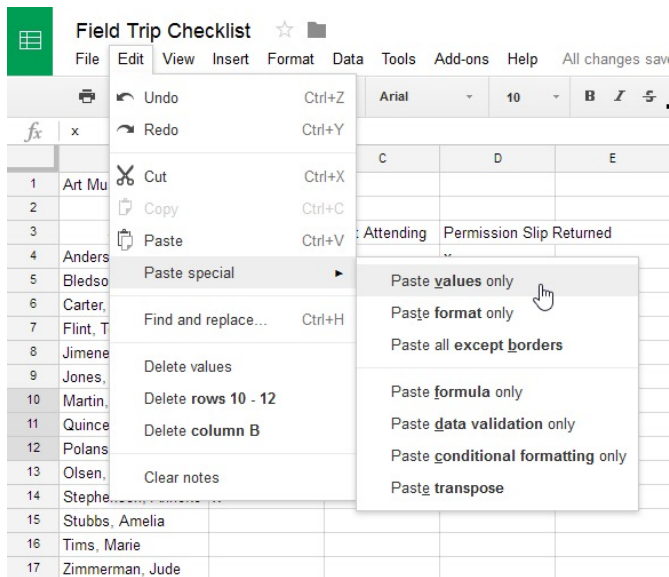 Field Trip Checklist
File Edit View Insert Format Data Tools Add-ons Help All changes sav
Undo Ctrl+Z Arial 10 B I S
Redo Ctrl+Y
fx x
C D E
Cut Ctrl+X
1 Art Mu
Copy Ctrl+C
2
3 Attending Permission Slip Returned
Paste Ctrl+V
4 Anders x
Paste special
5 Bledso
Paste values only
6 Carter,
Find and replace... Ctrl+H
Paste format only
7 Flint, T
8 Jimene
Paste all except borders
Delete values
9 Jones,
10 Martin,
Delete rows 10 - 12
Paste formula only
11 Quince
Delete column B
Paste data validation only
12 Polans
Paste conditional formatting only
13 Olsen,
Clear notes
Paste transpose
14
15 Stubbs, Amelia
16 Tims, Marie
17 Zimmerman, Jude